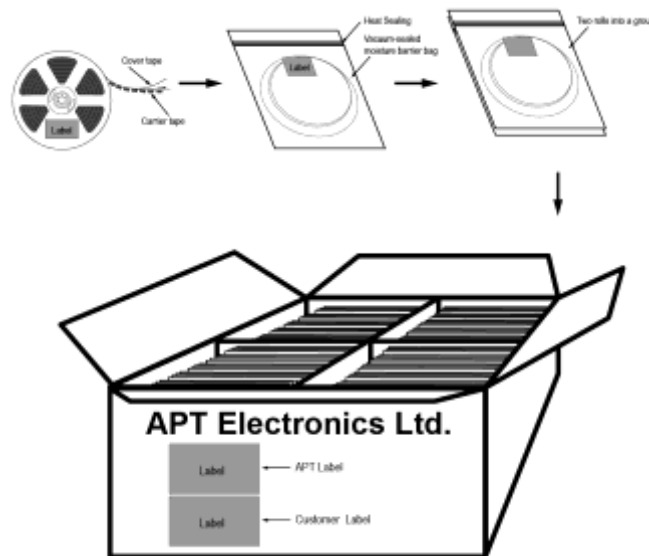 Heat Sealing
Vacuum-sealed
moisture barrier bag
Two rolls into a grou
Cover tape
Carrier tape
Label
Label
APT Electronics Ltd.
Label
APT Label
Label
Customer Label